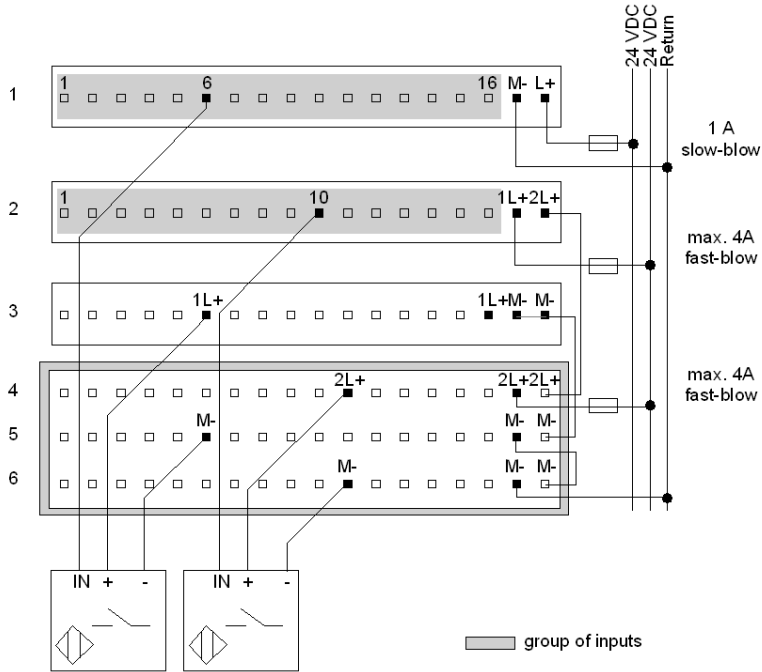 24 VDC
24 VDC
Return
1 1 6 16 M- L+
1 A
slow-blow
2 1 10 1L+ 2L+
max. 4A
fast-blow
3 1L+ 1L+ M- M-
4 2L+ 2L+ 2L+
max. 4A
fast-blow
5 M- M- M-
6 M- M- M-
IN + -
IN + -
group of inputs